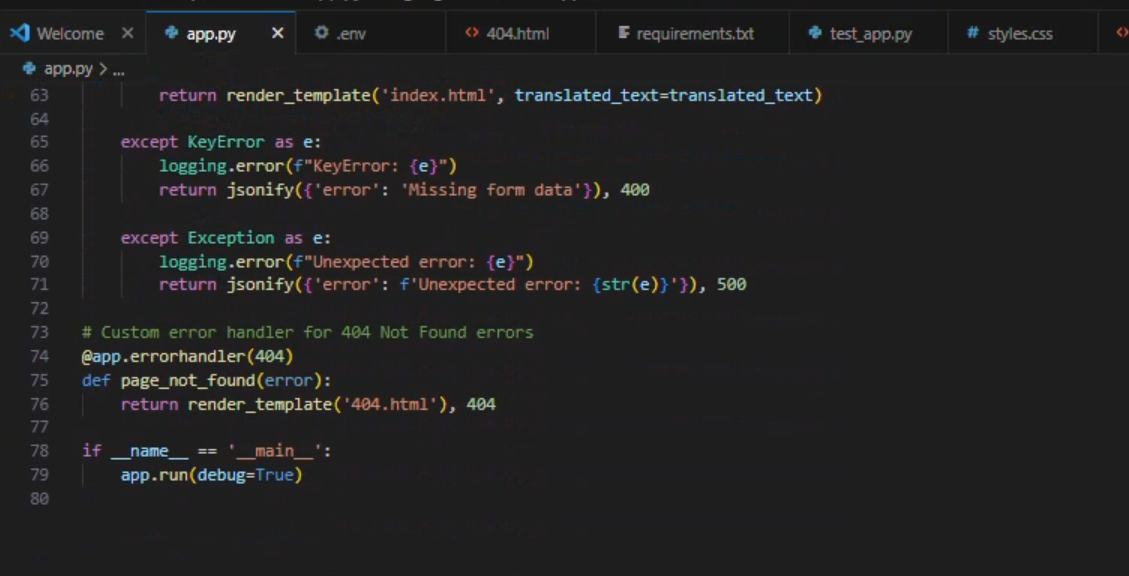 Welcome
app.py
.env
404.html
requirements.txt
test_app.py
styles.css
app.py > ...
63 return render_template('index.html', translated_text=translated_text)
64
65 except KeyError as e:
66 logging.error(f"KeyError: {e}")
67 return jsonify({'error': 'Missing form data'}), 400
68
69 except Exception as e:
70 logging.error(f"Unexpected error: {e}")
71 return jsonify({'error': f'Unexpected error: {str(e)}'}), 500
72
73 # Custom error handler for 404 Not Found errors
74 @app.errorhandler(404)
75 def page_not_found(error):
76 return render_template('404.html'), 404
77
78 if __name__ == '__main__':
79 app.run(debug=True)
80